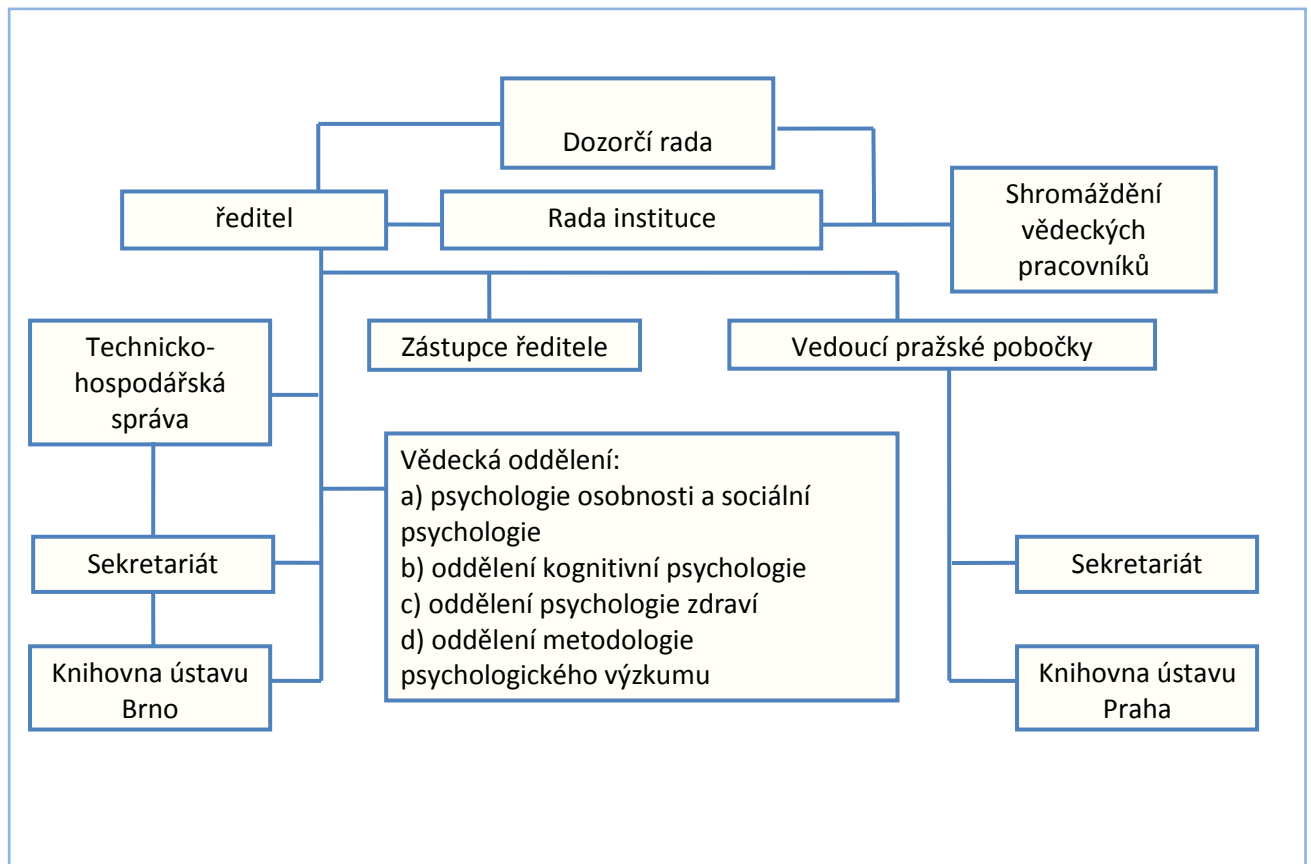 Dozorčí rada
ředitel
Rada instituce
Shromáždění
vědeckých
pracovníků
Technicko-
hospodářská
správa
Zástupce ředitele
Vedoucí pražské pobočky
Vědecká oddělení:
a) psychologie osobnosti a sociální
psychologie
b) oddělení kognitivní psychologie
c) oddělení psychologie zdraví
d) oddělení metodologie
psychologického výzkumu
Sekretariát
Sekretariát
Knihovna ústavu
Brno
Knihovna ústavu
Praha